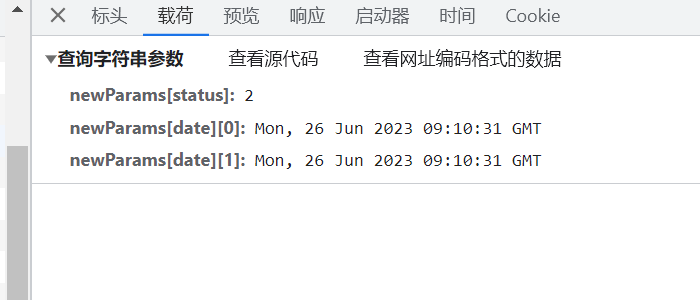 标头 载荷 预览 响应 启动器 时间 Cookie
查询字符串参数 查看源代码 查看网址编码格式的数据
newParams[status]: 2
newParams[date][0]: Mon, 26 Jun 2023 09:10:31 GMT
newParams[date][1]: Mon, 26 Jun 2023 09:10:31 GMT